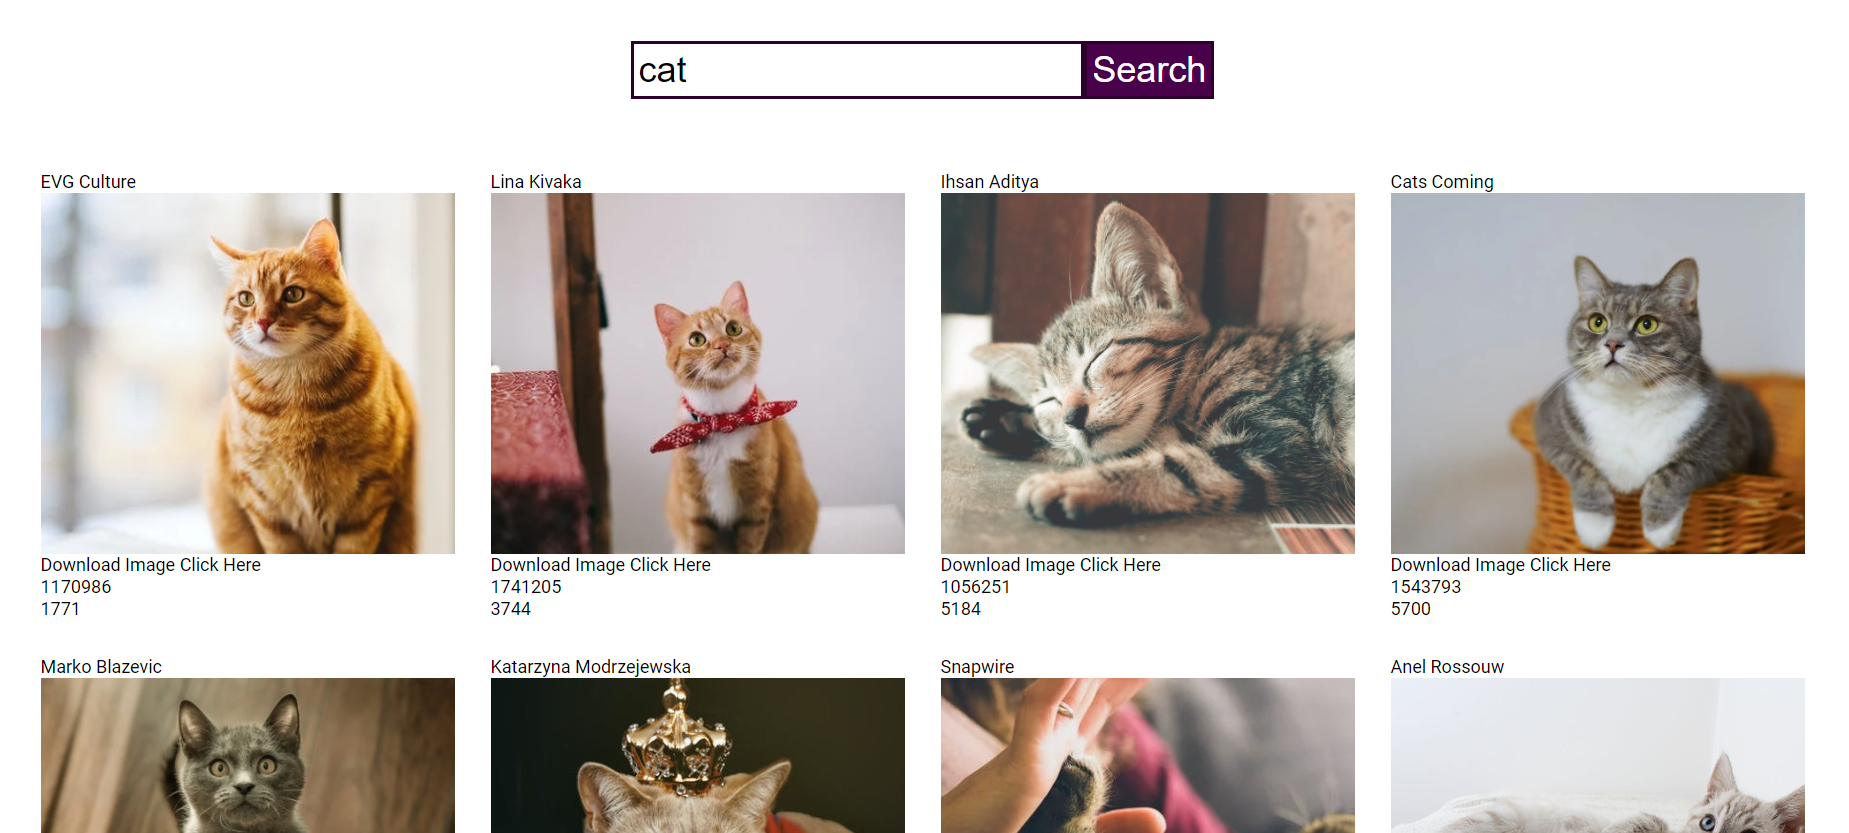 cat Search
EVG Culture
Lina Kivaka
Ihsan Aditya
Cats Coming
Download Image Click Here
1170986
1771
Download Image Click Here
1741205
3744
Download Image Click Here
1056251
5184
Download Image Click Here
1543793
5700
Marko Blazevic
Katarzyna Modrzejewska
Snapwire
Anel Rossouw